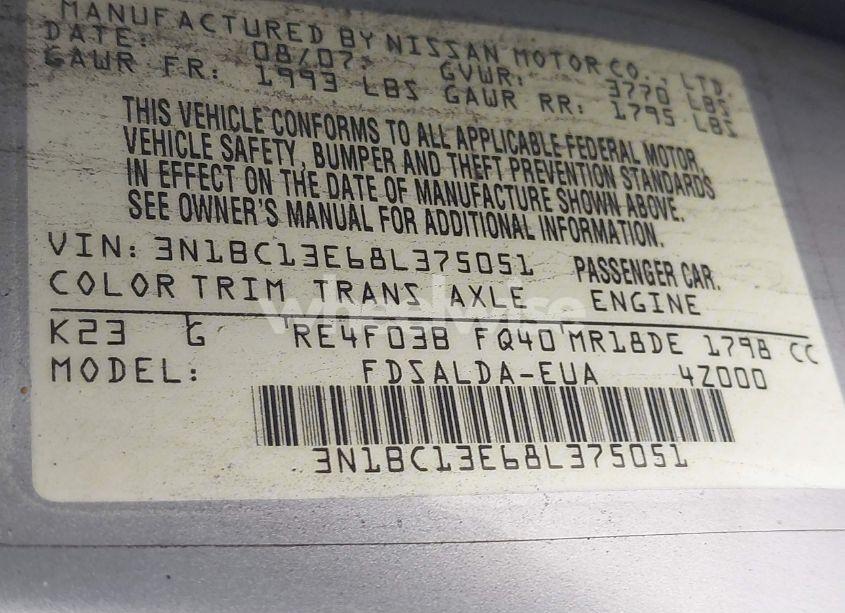 MANUFACTURED BY NISSAN MOTOR CO., LTD.
DATE: 08/07 GVWR: 3770 LBS
GAWR FR: 1993 LBS GAWR RR: 1795 LBS
THIS VEHICLE CONFORMS TO ALL APPLICABLE FEDERAL MOTOR
VEHICLE SAFETY, BUMPER AND THEFT PREVENTION STANDARDS
IN EFFECT ON THE DATE OF MANUFACTURE SHOWN ABOVE.
SEE OWNER'S MANUAL FOR ADDITIONAL INFORMATION.
VIN: 3N1BC13E68L375051 PASSENGER CAR.
COLOR TRIM TRANS AXLE ENGINE
wheelwise
K23 G RE4F03B FQ40 MR18DE 1798 CC
MODEL: FDSALDA-EUA 4Z000
3N1BC13E68L375051